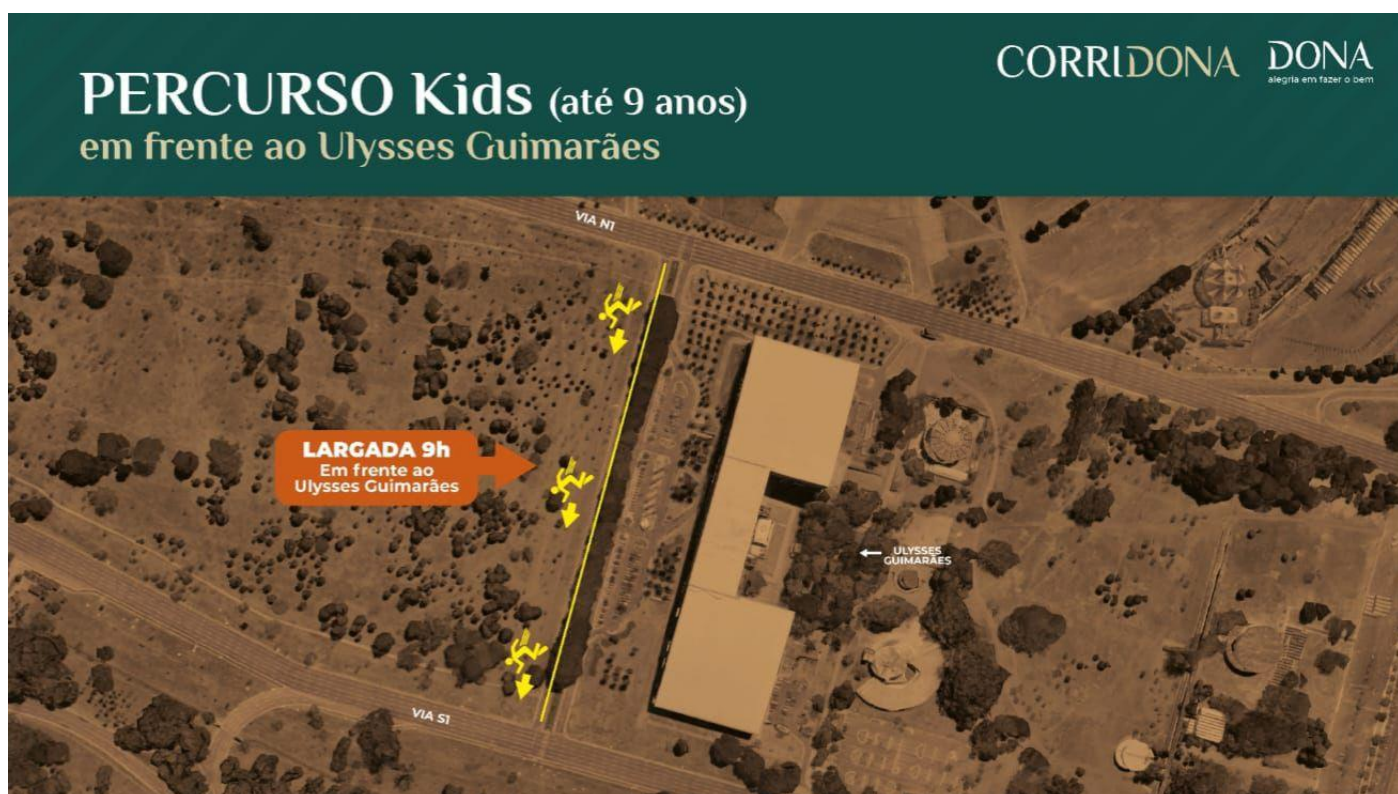 PERCURSO Kids (até 9 anos)
em frente ao Ulysses Guimarães
CORRIDONA
DONA
alegria em fazer o bem
VIA N1
LARGADA 9h
Em frente ao
Ulysses Guimarães
ULYSSES
GUIMARÃES
VIA S1